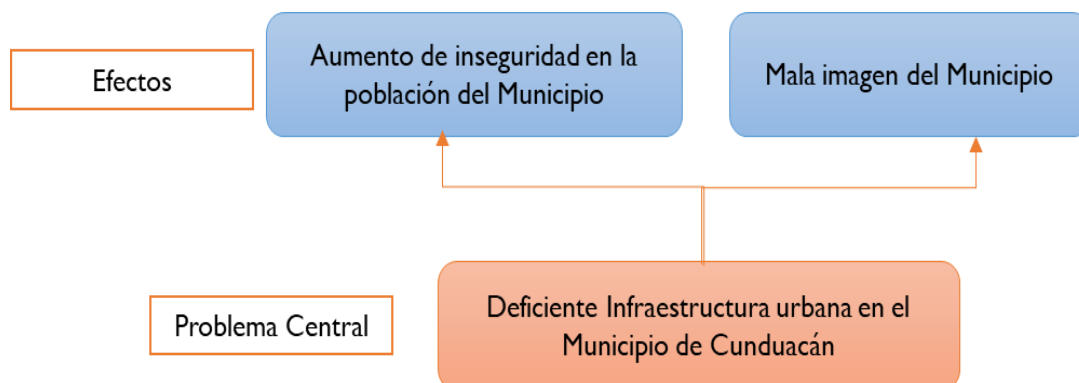 Efectos
Aumento de inseguridad en la
población del Municipio
Mala imagen del Municipio
Problema Central
Deficiente Infraestructura urbana en el
Municipio de Cunduacán